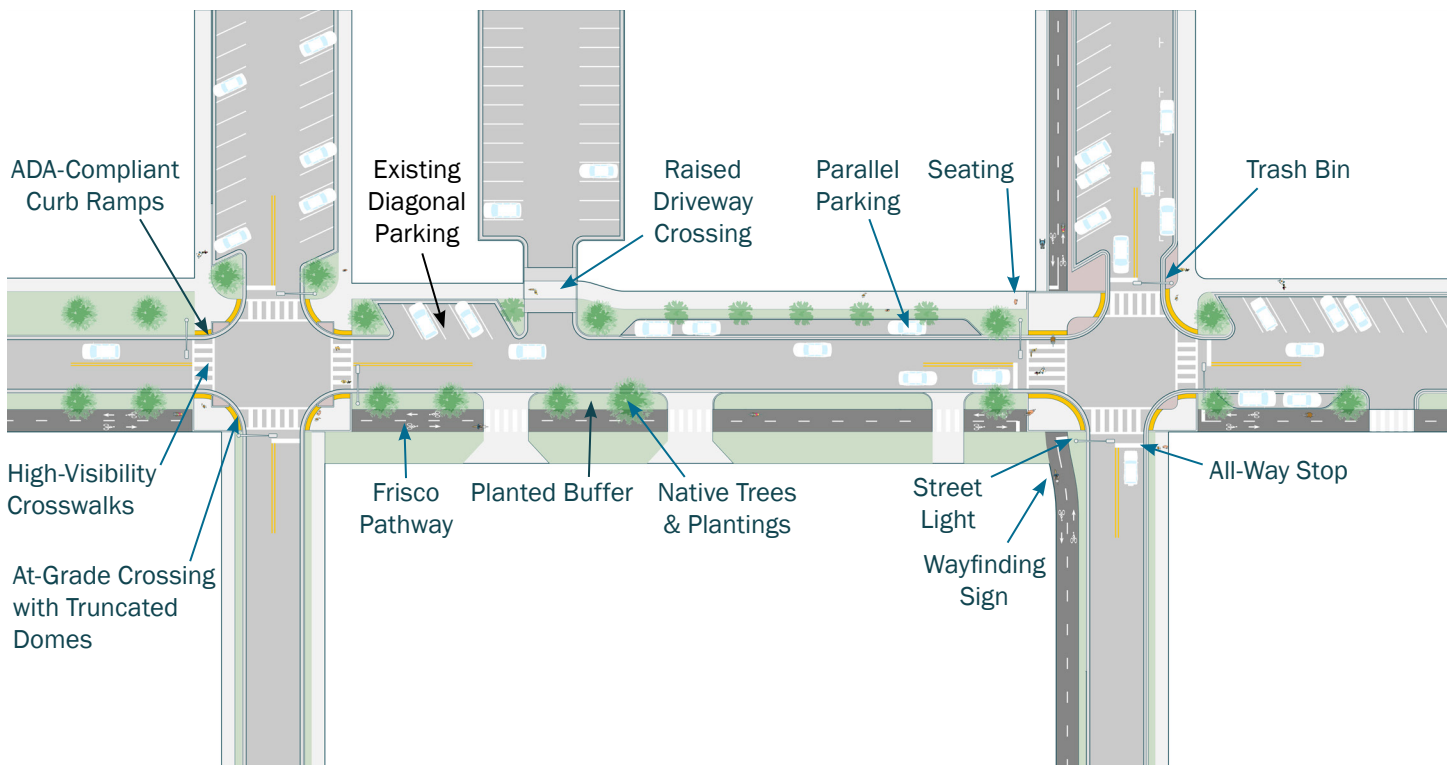 ADA-Compliant
Curb Ramps
Existing
Diagonal
Parking
Raised
Driveway
Crossing
Parallel
Parking
Seating
Trash Bin
High-Visibility
Crosswalks
At-Grade Crossing
with Truncated
Domes
Frisco
Pathway
Planted Buffer
Native Trees
& Plantings
Street
Light
Wayfinding
Sign
All-Way Stop